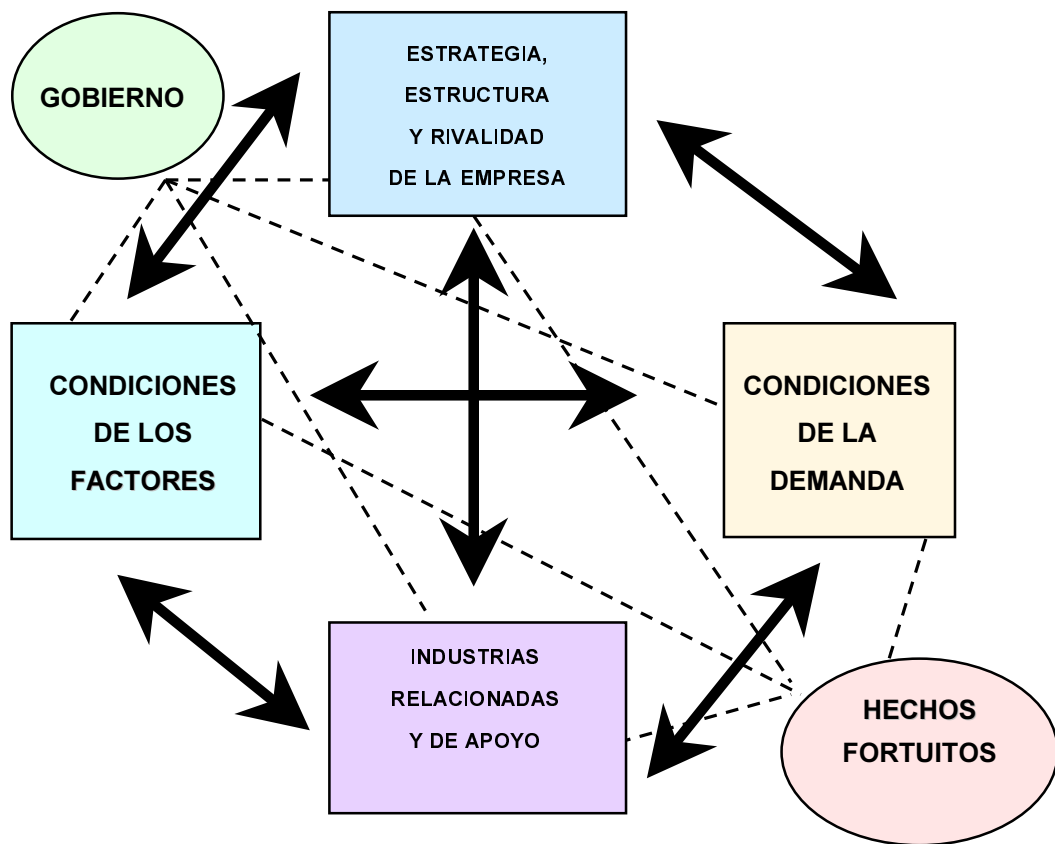 GOBIERNO
ESTRATEGIA,
ESTRUCTURA
Y RIVALIDAD
DE LA EMPRESA
CONDICIONES
DE LOS
FACTORES
CONDICIONES
DE LA
DEMANDA
INDUSTRIAS
RELACIONADAS
Y DE APOYO
HECHOS
FORTUITOS